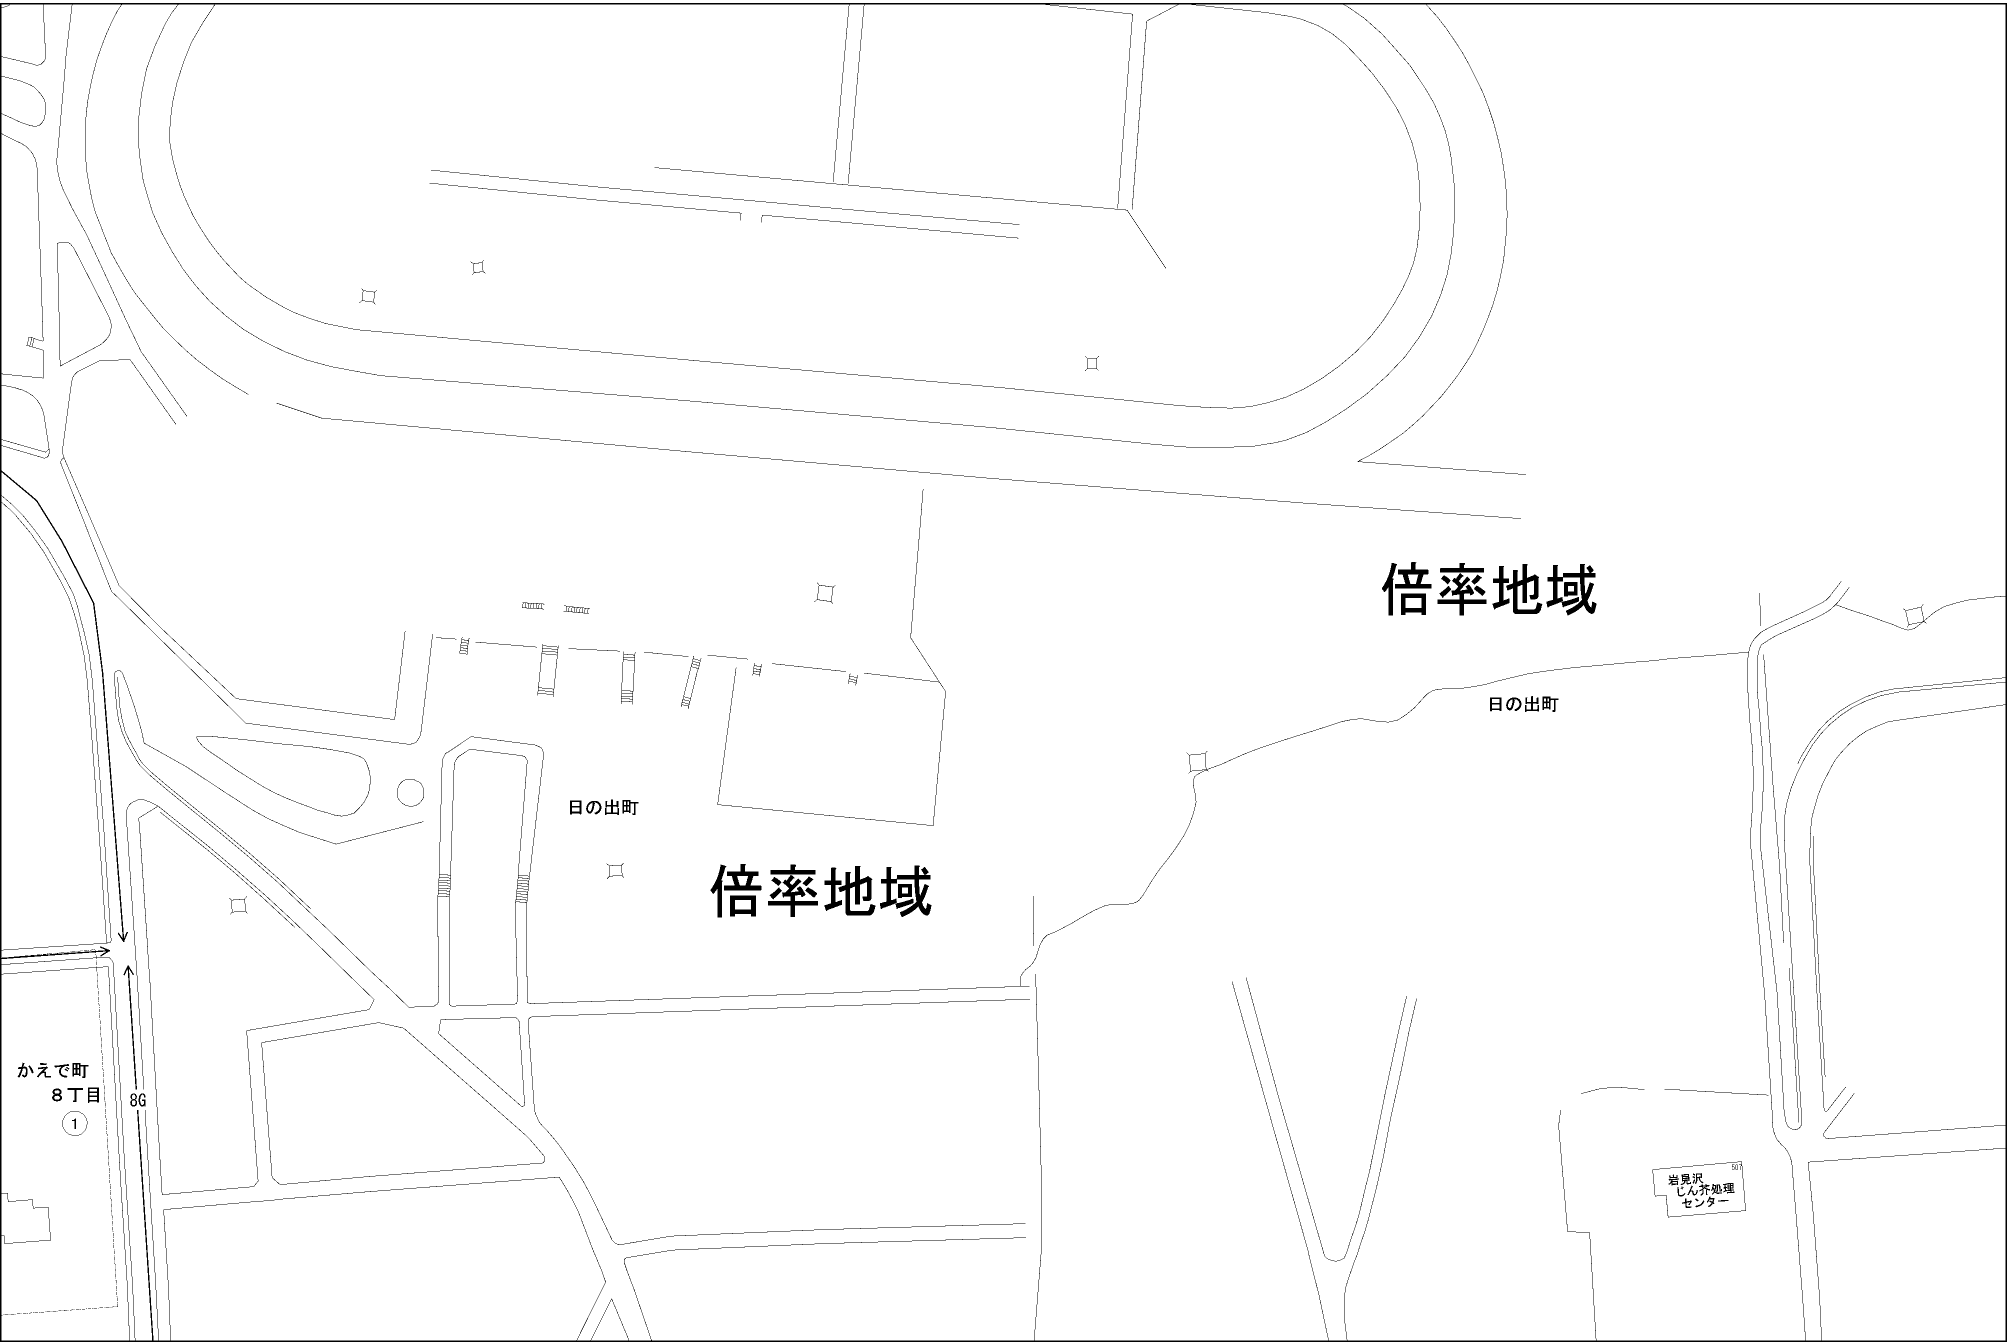 倍率地域
日の出町
日の出町
倍率地域
かえで町
８丁目
8G
1
507
岩見沢
じん芥処理
センター